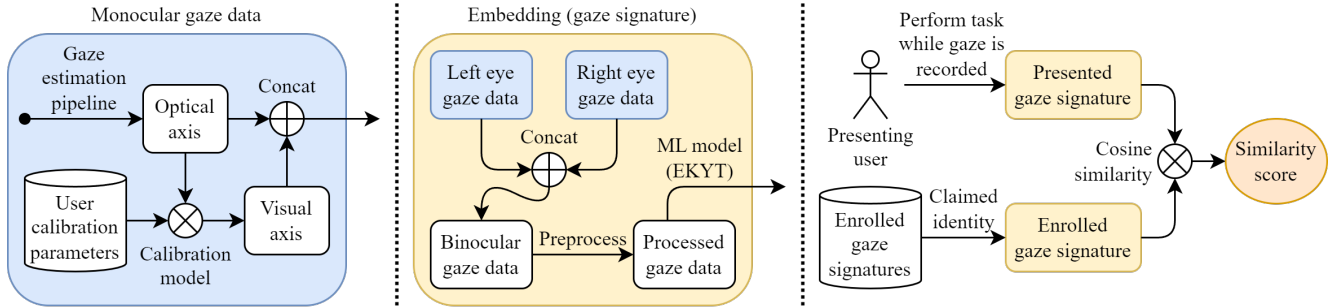 Monocular gaze data
Gaze
estimation
pipeline
Optical
axis
Concat
User
calibration
parameters
Calibration
model
Visual
axis
Embedding (gaze signature)
Left eye
gaze data
Right eye
gaze data
Concat
ML model
(EKYT)
Binocular
gaze data
Preprocess
Processed
gaze data
Perform task
while gaze is
recorded
Presented
gaze signature
Presenting
user
Cosine
similarity
Similarity
score
Enrolled
gaze
signatures
Claimed
identity
Enrolled
gaze signature